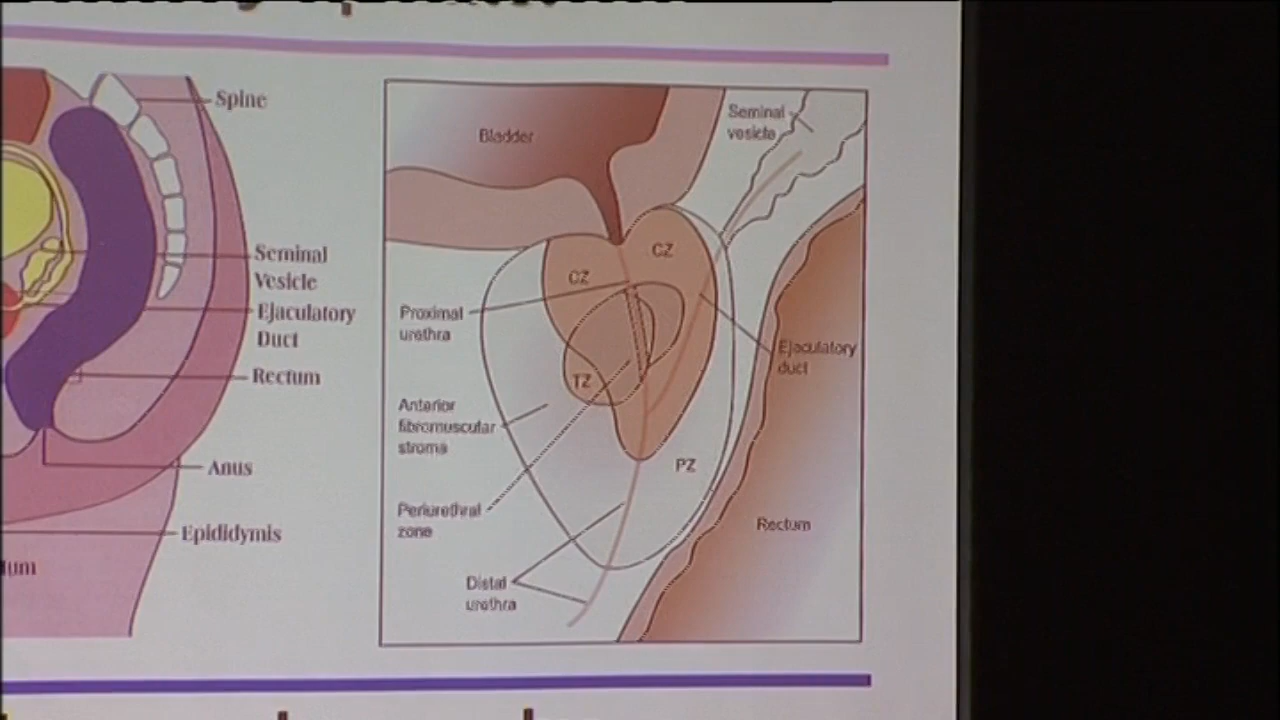 Spine
Seminal
Vesicle
Ejaculatory
Duct
Rectum
Anus
Epididymis
Bladder
Seminal
vesicle
CZ
CZ
Proximal
urethra
Ejaculatory
duct
TZ
Anterior
fibromuscular
stroma
PZ
Periurethral
zone
Rectum
Distal
urethra